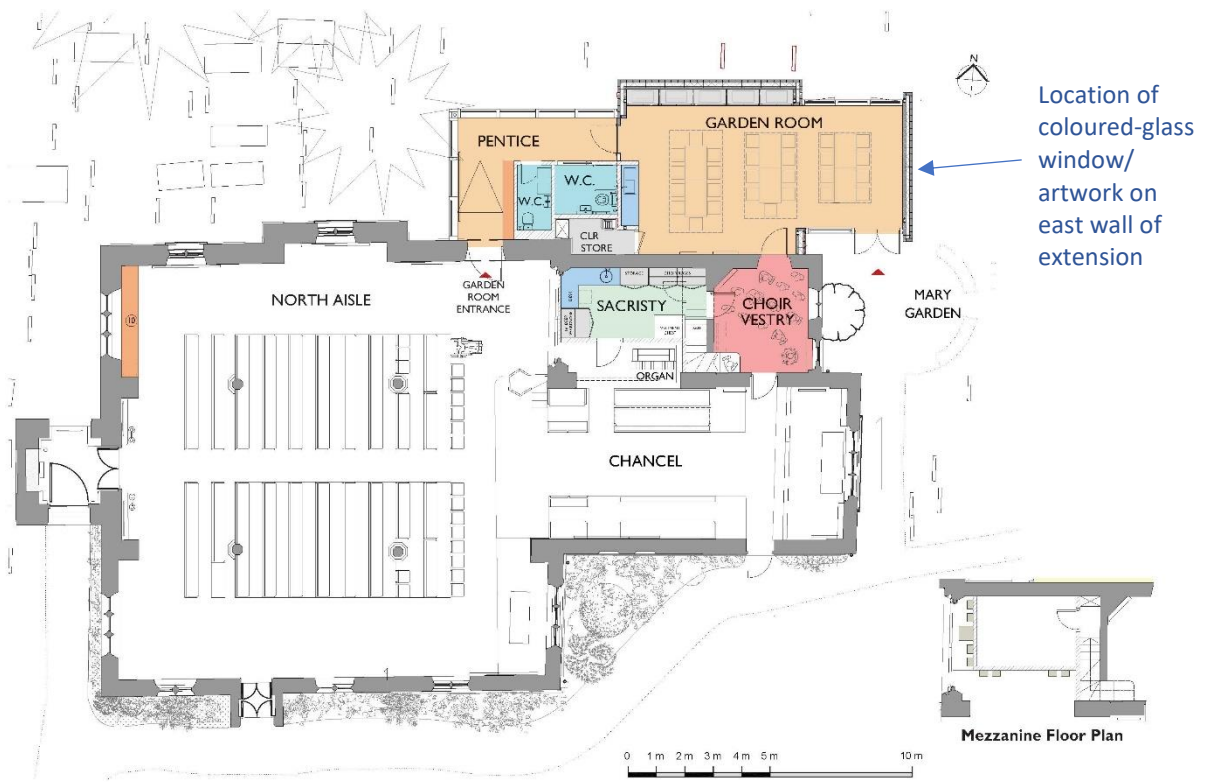 N
Location of
coloured-glass
window/
artwork on
east wall of
extension
GARDEN ROOM
PENTICE
W.C.
W.C.
CLR
STORE
GARDEN
ROOM
ENTRANCE
NORTH AISLE
10
STORAGE
SACRISTY
CHOIR
VESTRY
MARY
GARDEN
ORGAN
CHANCEL
Mezzanine Floor Plan
0 1 m 2 m 3 m 4 m 5 m 10 m